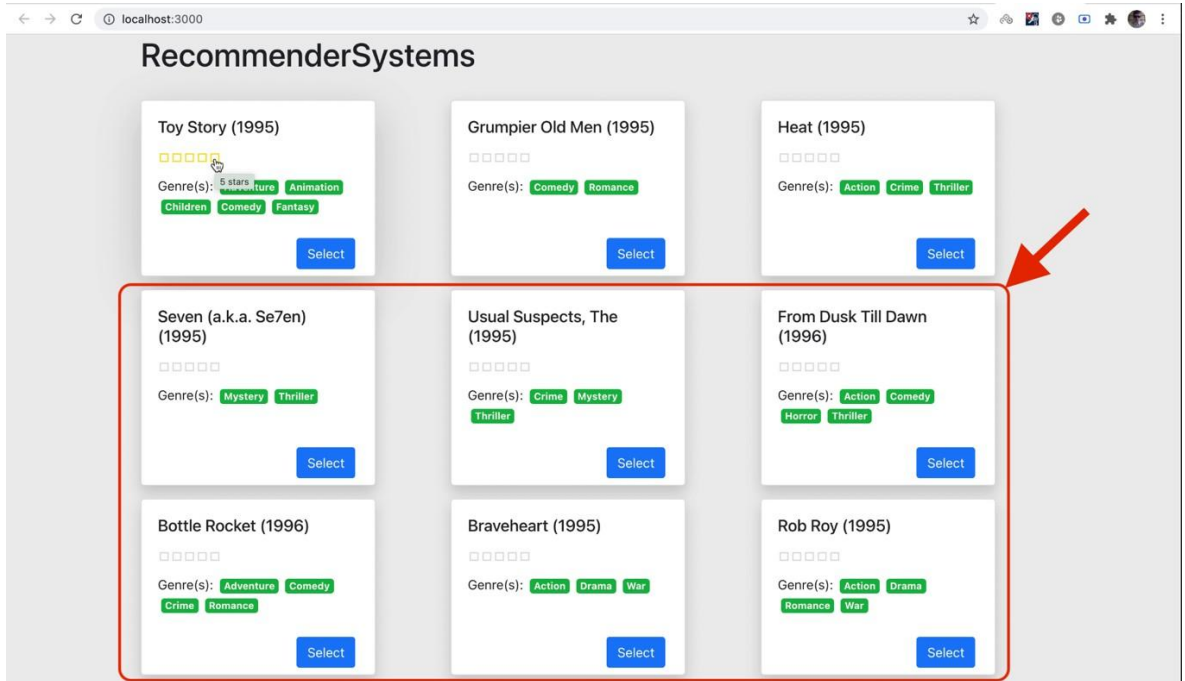 localhost:3000
RecommenderSystems
Toy Story (1995)
5 stars
Genre(s): Adventure Animation
Children Comedy Fantasy
Select
Grumpier Old Men (1995)
Genre(s): Comedy Romance
Select
Heat (1995)
Genre(s): Action Crime Thriller
Select
Seven (a.k.a. Se7en)
(1995)
Genre(s): Mystery Thriller
Select
Usual Suspects, The
(1995)
Genre(s): Crime Mystery
Thriller
Select
From Dusk Till Dawn
(1996)
Genre(s): Action Comedy
Horror Thriller
Select
Bottle Rocket (1996)
Genre(s): Adventure Comedy
Crime Romance
Select
Braveheart (1995)
Genre(s): Action Drama War
Select
Rob Roy (1995)
Genre(s): Action Drama
Romance War
Select